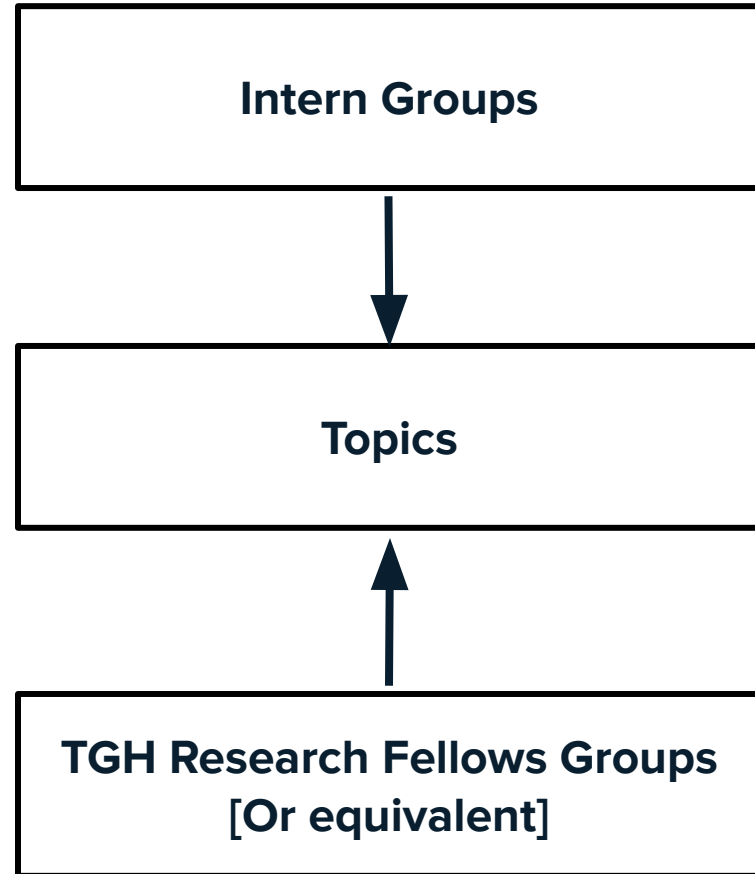 Intern Groups
Topics
TGH Research Fellows Groups
[Or equivalent]